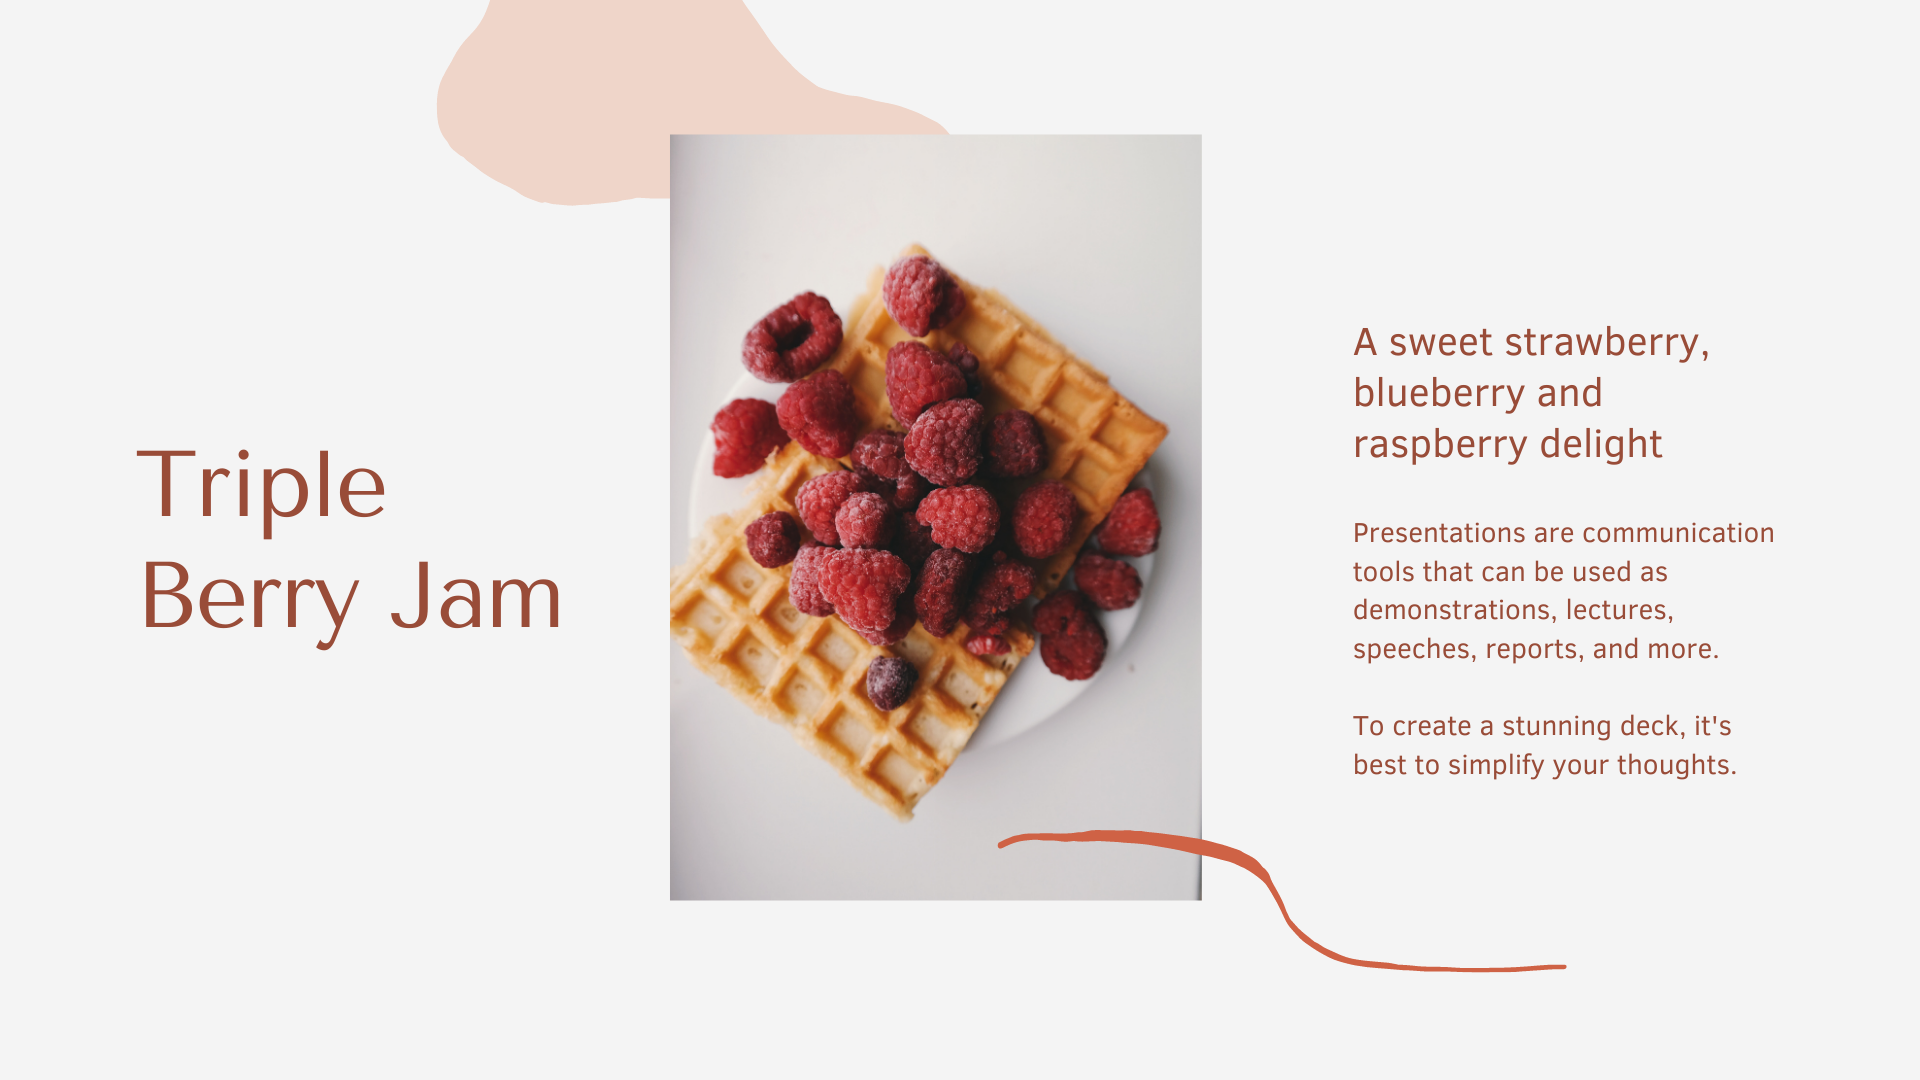 Triple
Berry Jam
A sweet strawberry,
blueberry and
raspberry delight
Presentations are communication
tools that can be used as
demonstrations, lectures,
speeches, reports, and more.
To create a stunning deck, it's
best to simplify your thoughts.